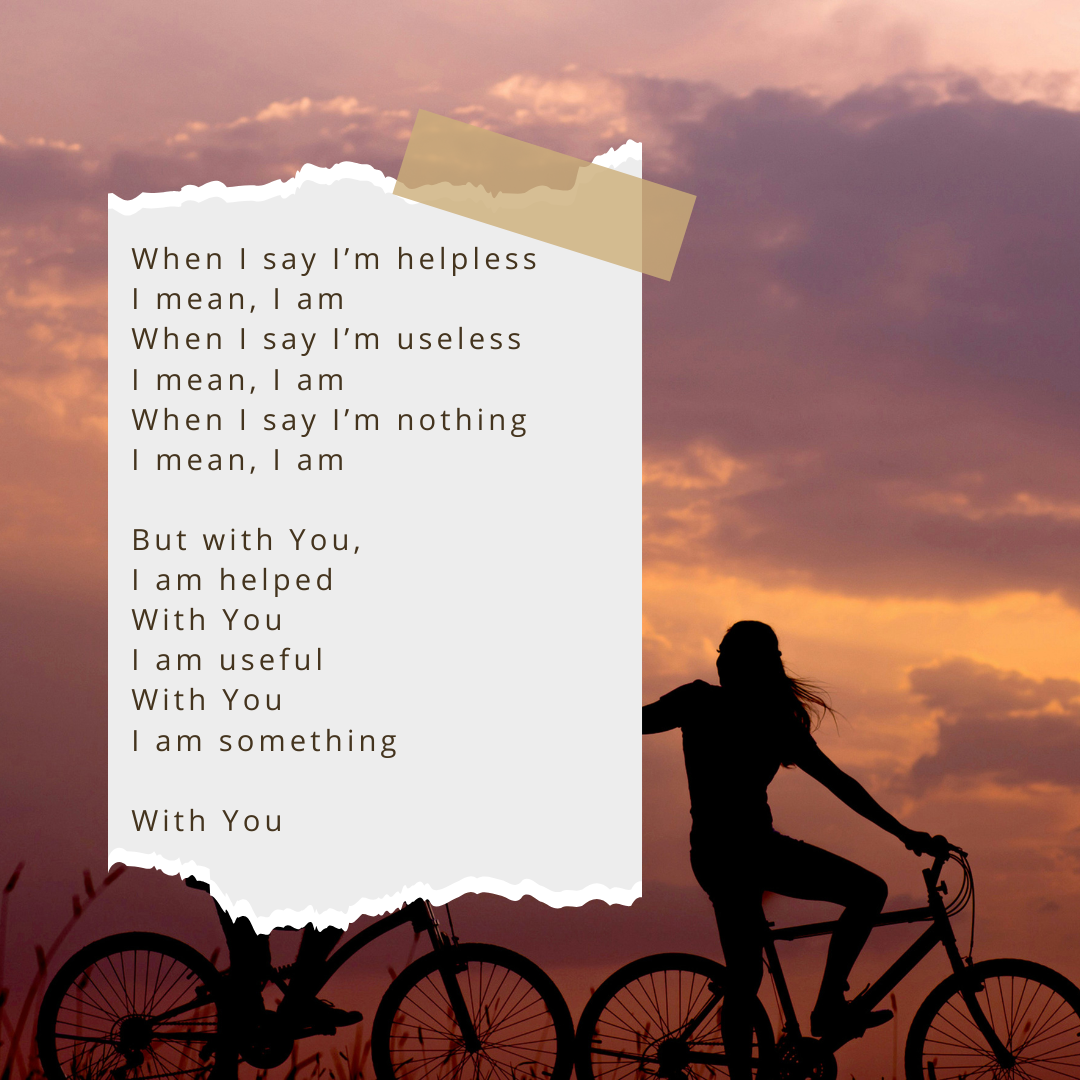 When I say I’m helpless
I mean, I am
When I say I’m useless
I mean, I am
When I say I’m nothing
I mean, I am
But with You,
I am helped
With You
I am useful
With You
I am something
With You